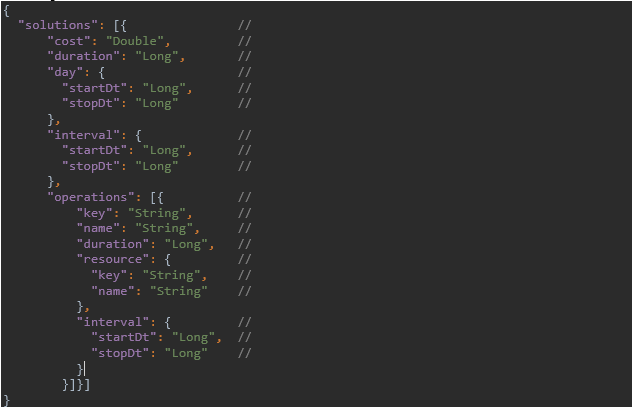 {
  "solutions": [{               //
      "cost": "Double",         //
      "duration": "Long",       //
      "day": {                  //
        "startDt": "Long",      //
        "stopDt": "Long"        //
      },
      "interval": {             //
        "startDt": "Long",      //
        "stopDt": "Long"        //
      },
      "operations": [{          //
          "key": "String",      //
          "name": "String",     //
          "duration": "Long",   //
          "resource": {         //
            "key": "String",    //
            "name": "String"    //
          },
          "interval": {         //
            "startDt": "Long",  //
            "stopDt": "Long"    //
          }
        }]}]
}